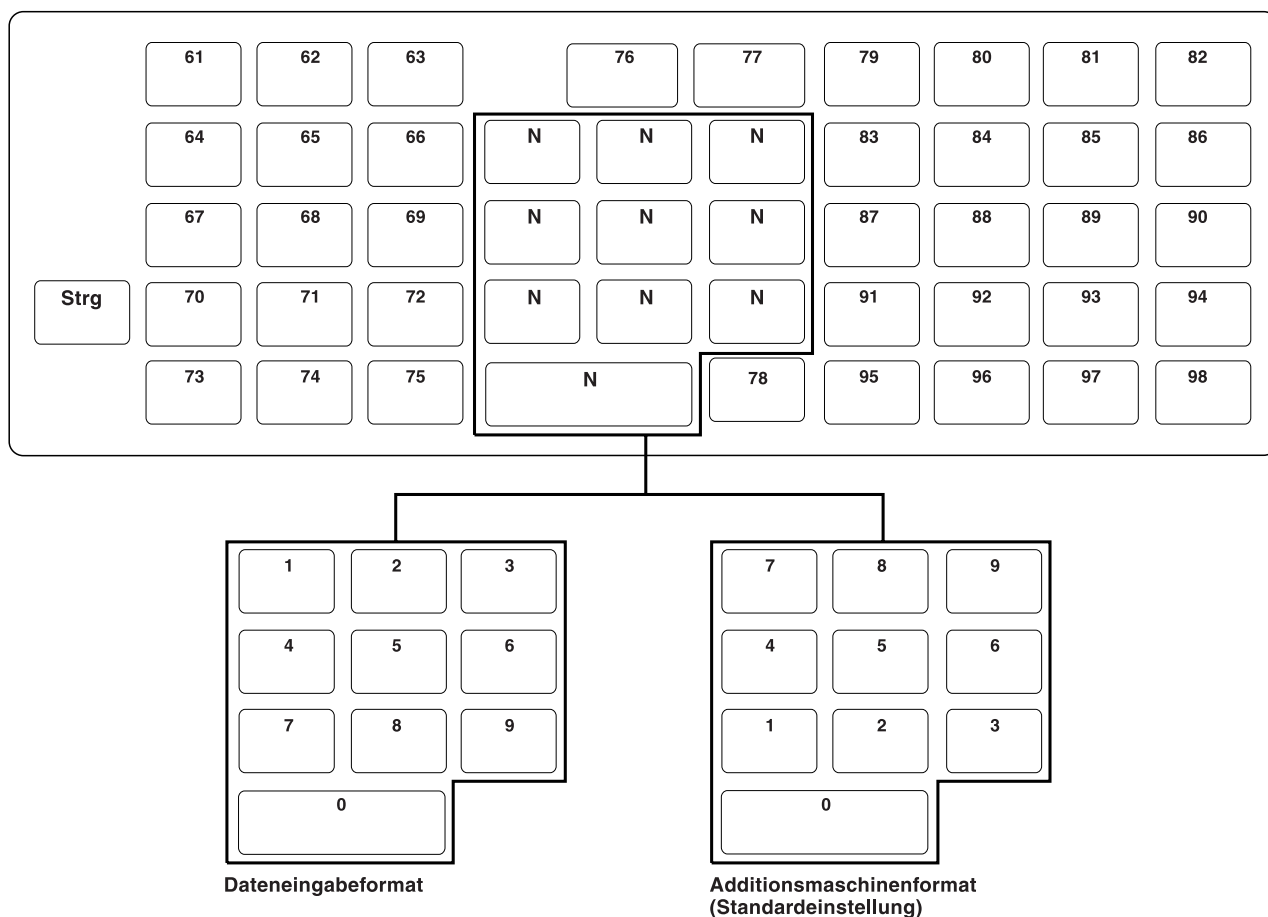 61 62 63 76 77 79 80 81 82
64 65 66 N N N 83 84 85 86
67 68 69 N N N 87 88 89 90
Strg 70 71 72 N N N 91 92 93 94
73 74 75 N 78 95 96 97 98
1 2 3 7 8 9
4 5 6 4 5 6
7 8 9 1 2 3
0 0
Dateneingabeformat Additionsmaschinenformat
(Standardeinstellung)